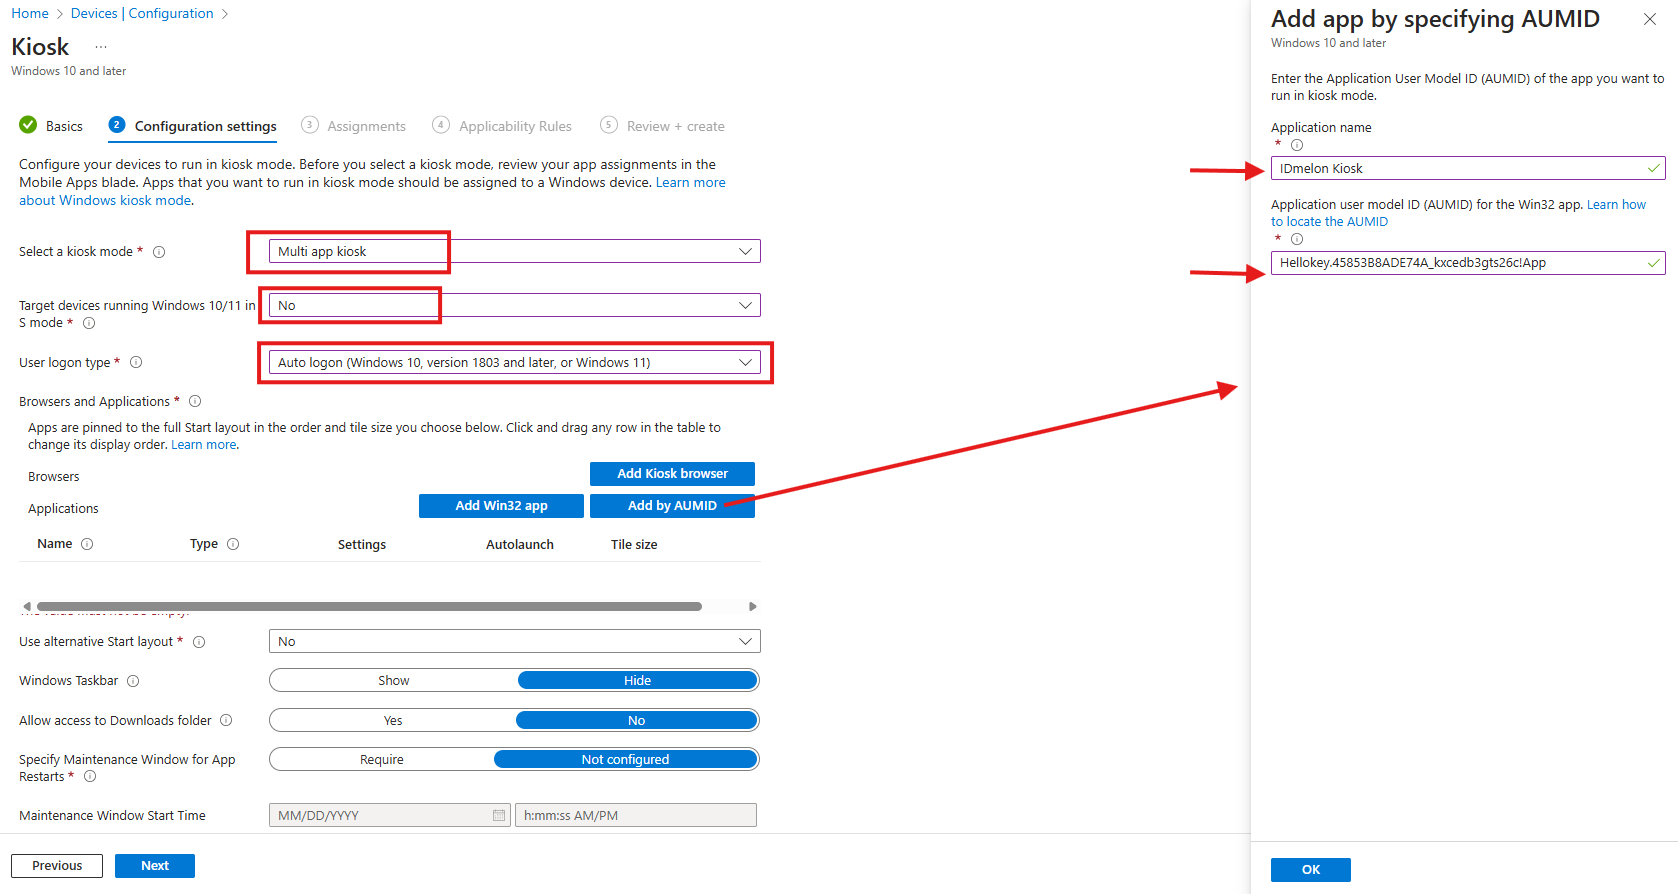 Home > Devices | Configuration >
Kiosk ...
Windows 10 and later
Basics
2 Configuration settings
3 Assignments
4 Applicability Rules
5 Review + create
Configure your devices to run in kiosk mode. Before you select a kiosk mode, review your app assignments in the
Mobile Apps blade. Apps that you want to run in kiosk mode should be assigned to a Windows device. Learn more
about Windows kiosk mode.
Select a kiosk mode *
Multi app kiosk
Target devices running Windows 10/11 in
S mode *
No
User logon type *
Auto logon (Windows 10, version 1803 and later, or Windows 11)
Browsers and Applications *
Apps are pinned to the full Start layout in the order and tile size you choose below. Click and drag any row in the table to
change its display order. Learn more.
Browsers
Add Kiosk browser
Applications
Add Win32 app
Add by AUMID
Name Type Settings Autolaunch Tile size
The value must not be empty.
Use alternative Start layout *
No
Windows Taskbar
Show Hide
Allow access to Downloads folder
Yes No
Specify Maintenance Window for App
Restarts *
Require Not configured
Maintenance Window Start Time
MM/DD/YYYY
h:mm:ss AM/PM
Previous
Next
Add app by specifying AUMID
Windows 10 and later
Enter the Application User Model ID (AUMID) of the app you want to
run in kiosk mode.
Application name
*
IDmelon Kiosk
Application user model ID (AUMID) for the Win32 app. Learn how
to locate the AUMID
*
Hellokey.45853B8ADE74A_kxcedb3gts26c!App
OK